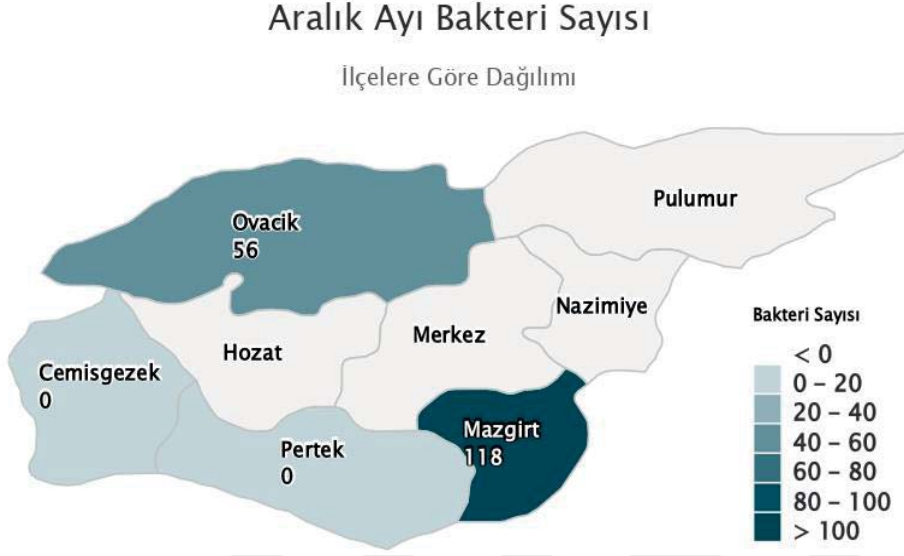 Aralık Ayı Bakteri Sayısı
İlçelere Göre Dağılımı
Pulumur
Ovacik
56
Nazimiye
Merkez
Hozat
Cemisgezek
0
Mazgirt
118
Pertek
0
Bakteri Sayısı
< 0
0 – 20
20 – 40
40 – 60
60 – 80
80 – 100
> 100